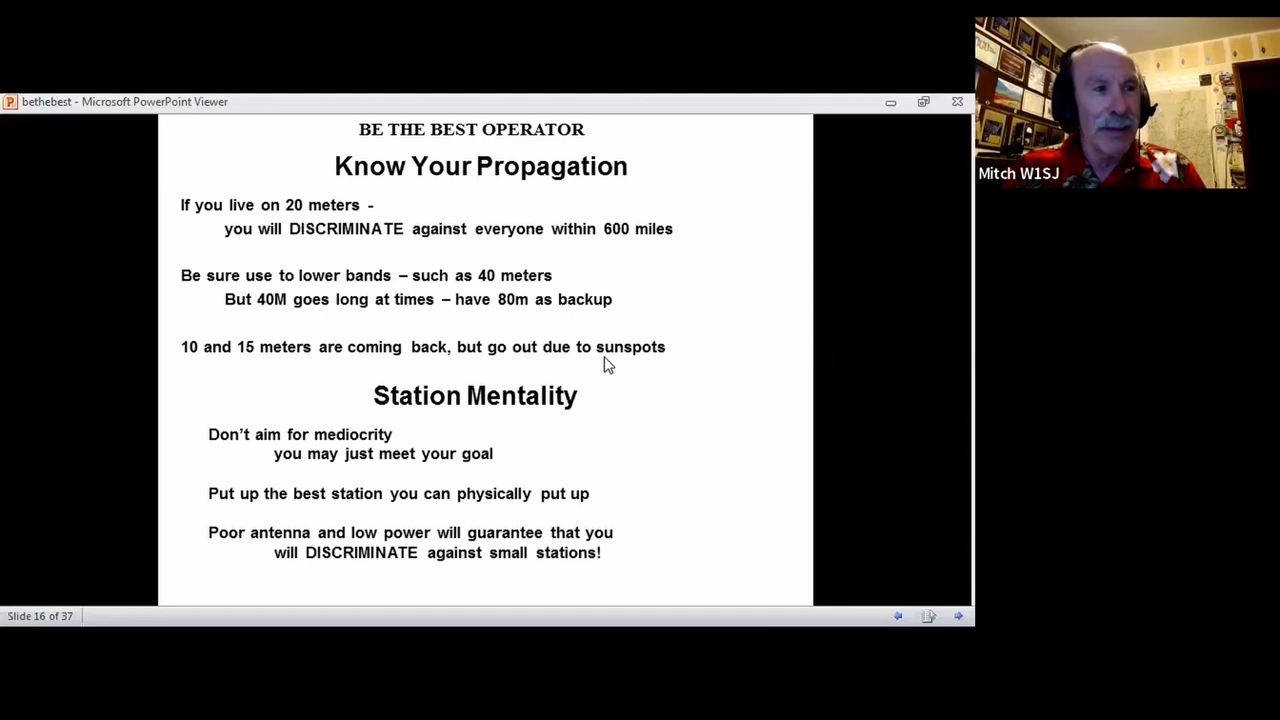 bethebest - Microsoft PowerPoint Viewer
BE THE BEST OPERATOR
Know Your Propagation
If you live on 20 meters -
you will DISCRIMINATE against everyone within 600 miles
Be sure use to lower bands – such as 40 meters
But 40M goes long at times – have 80m as backup
10 and 15 meters are coming back, but go out due to sunspots
Station Mentality
Don't aim for mediocrity
you may just meet your goal
Put up the best station you can physically put up
Poor antenna and low power will guarantee that you
will DISCRIMINATE against small stations!
Slide 16 of 37
Mitch W1SJ